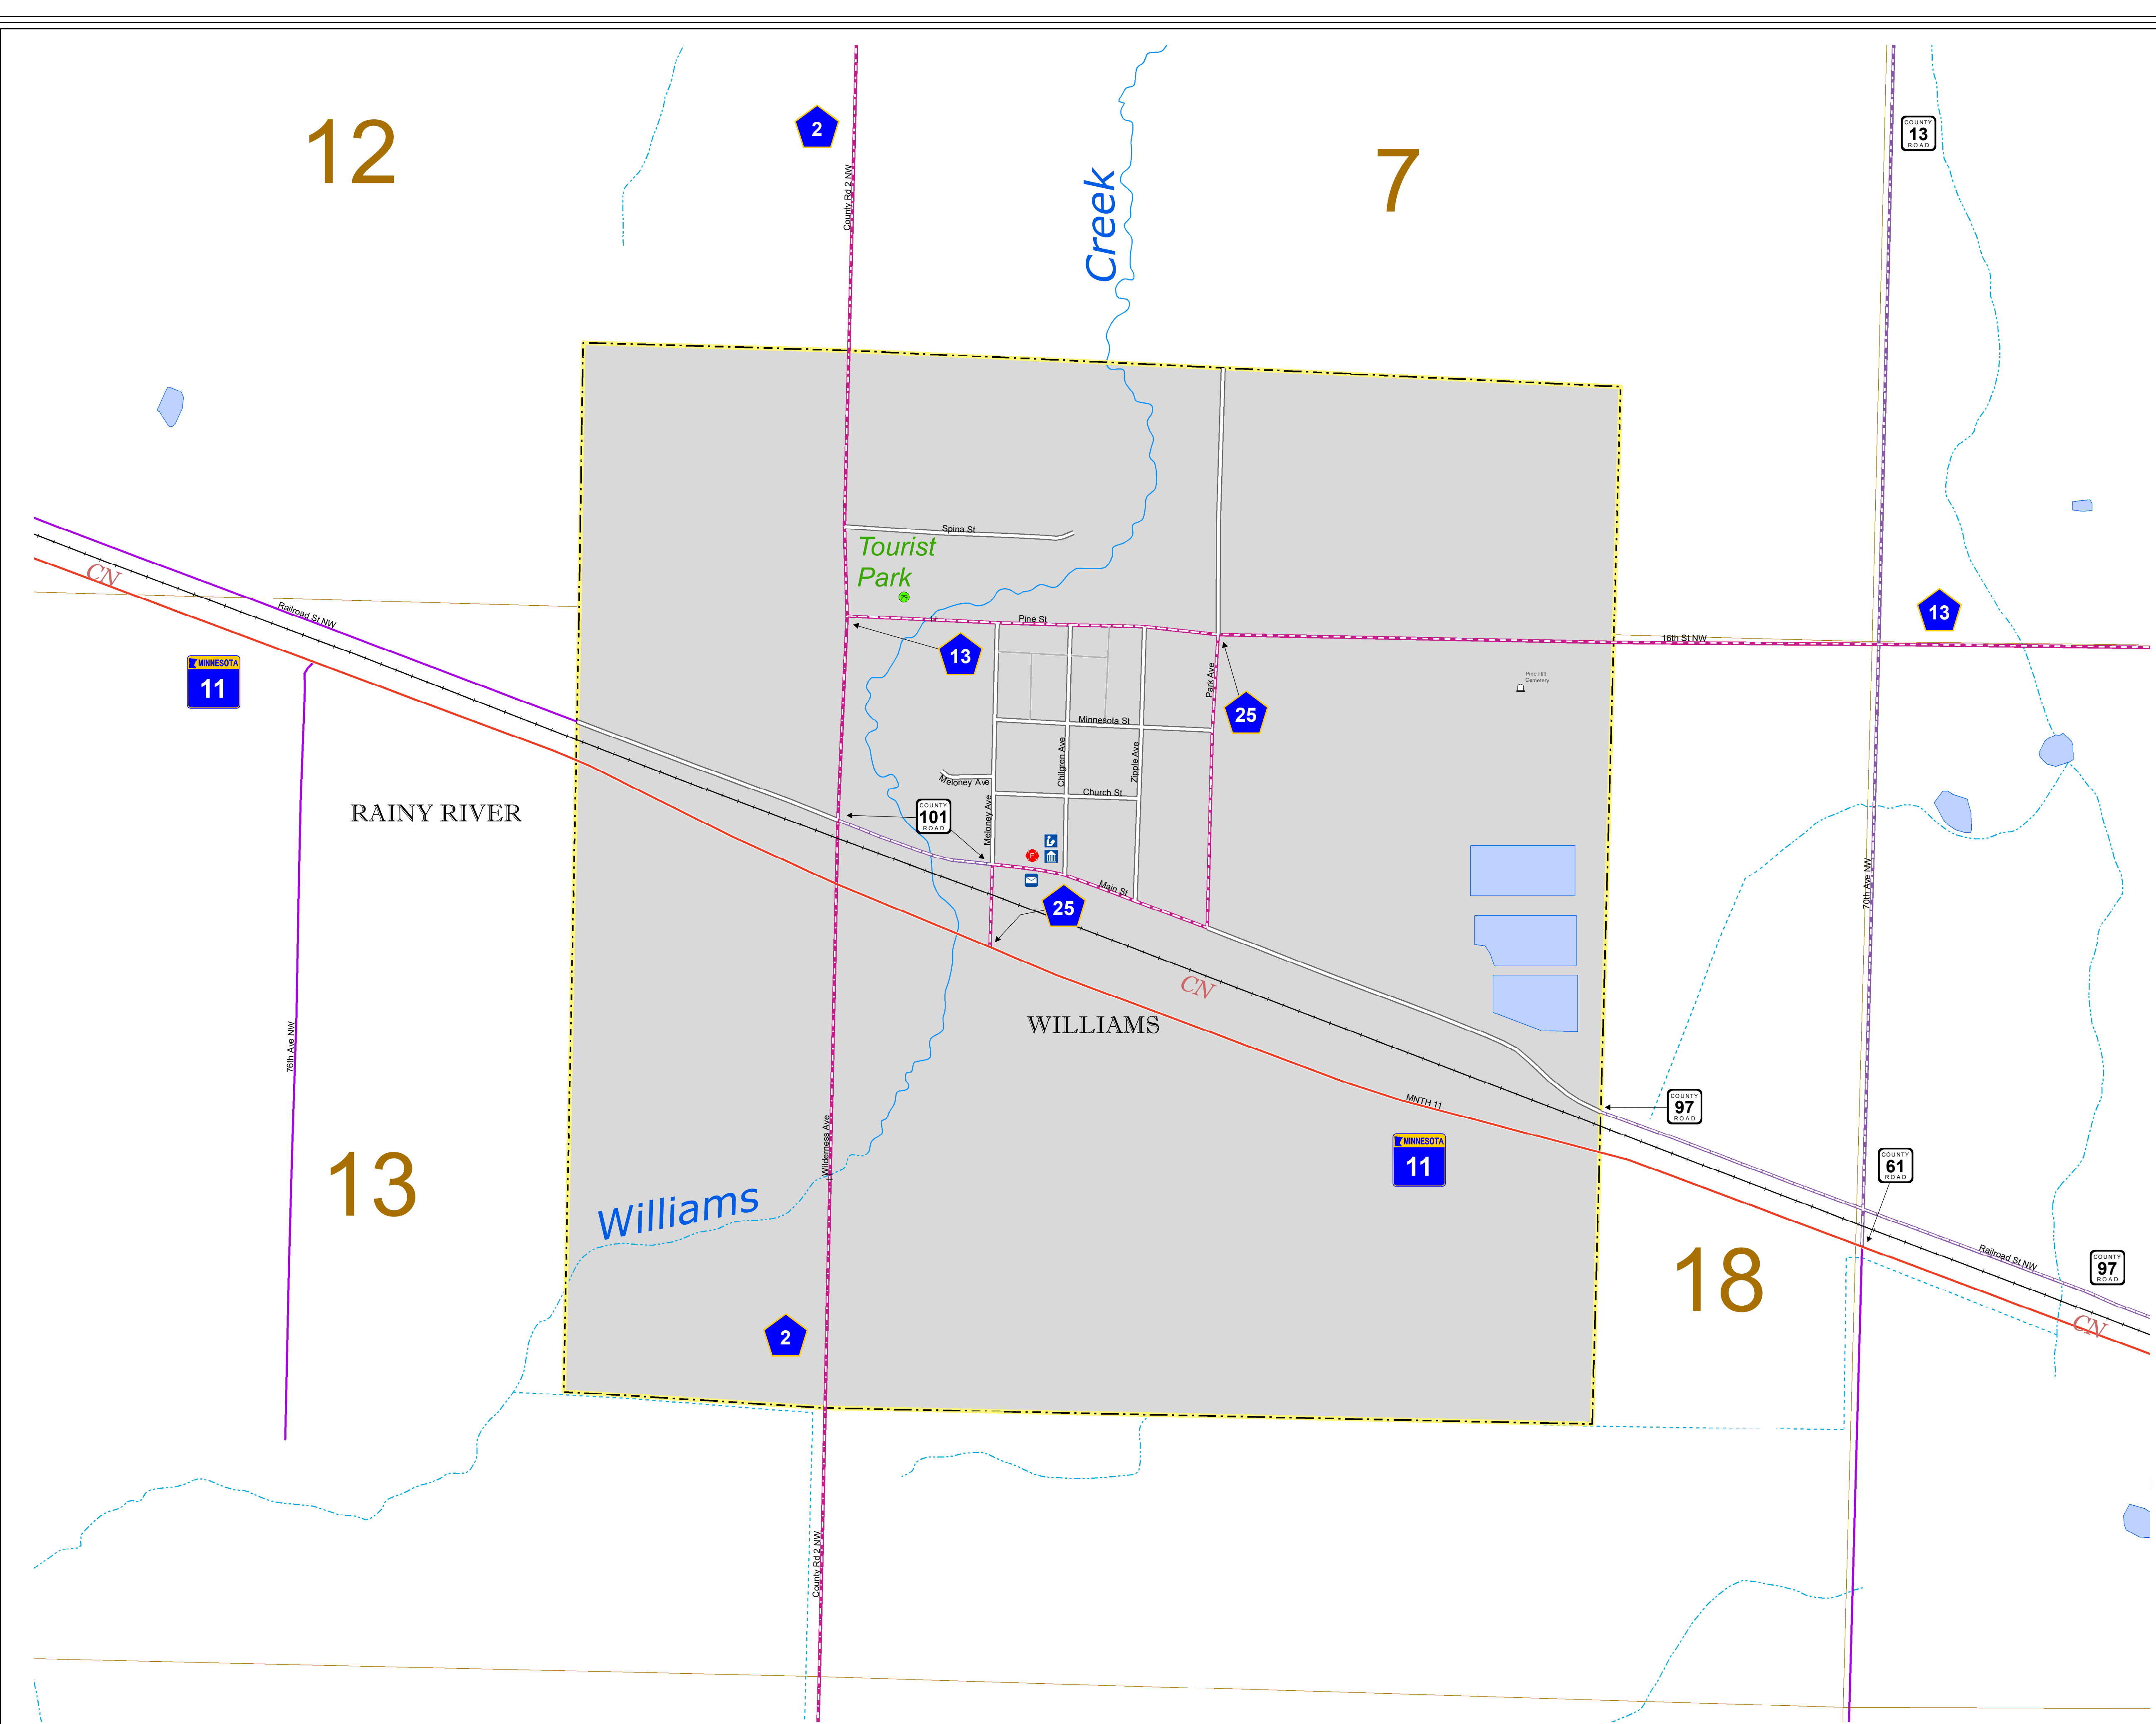 12
2
County Rd 2 NW
Creek
7
COUNTY
13
ROAD
Spina St
Tourist
Park
CN
Railroad St NW
Pine St
13
16th St NW
13
MINNESOTA
11
Park Ave
Pine Hill
Cemetery
25
Minnesota St
Chilgren Ave
Zipple Ave
Meloney Ave
Church St
RAINY RIVER
COUNTY
101
ROAD
Meloney Ave
F
Main St
25
70th Ave NW
CN
WILLIAMS
76th Ave NW
MNTH 11
COUNTY
97
ROAD
MINNESOTA
11
Wilderness Ave
COUNTY
61
ROAD
13
Williams
18
Railroad St NW
COUNTY
97
ROAD
CN
2
County Rd 2 NW